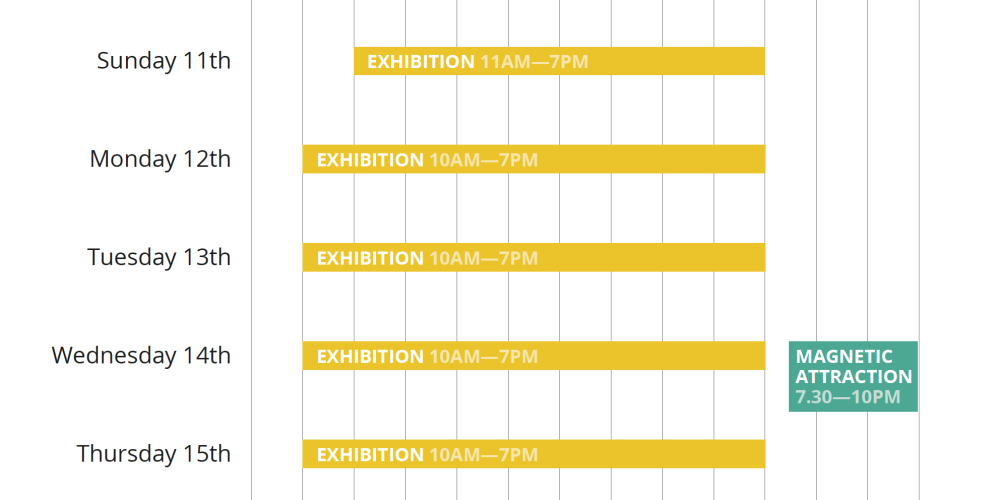 Sunday 11th
EXHIBITION 11AM—7PM
Monday 12th
EXHIBITION 10AM—7PM
Tuesday 13th
EXHIBITION 10AM—7PM
Wednesday 14th
EXHIBITION 10AM—7PM
MAGNETIC
ATTRACTION
7.30—10PM
Thursday 15th
EXHIBITION 10AM—7PM